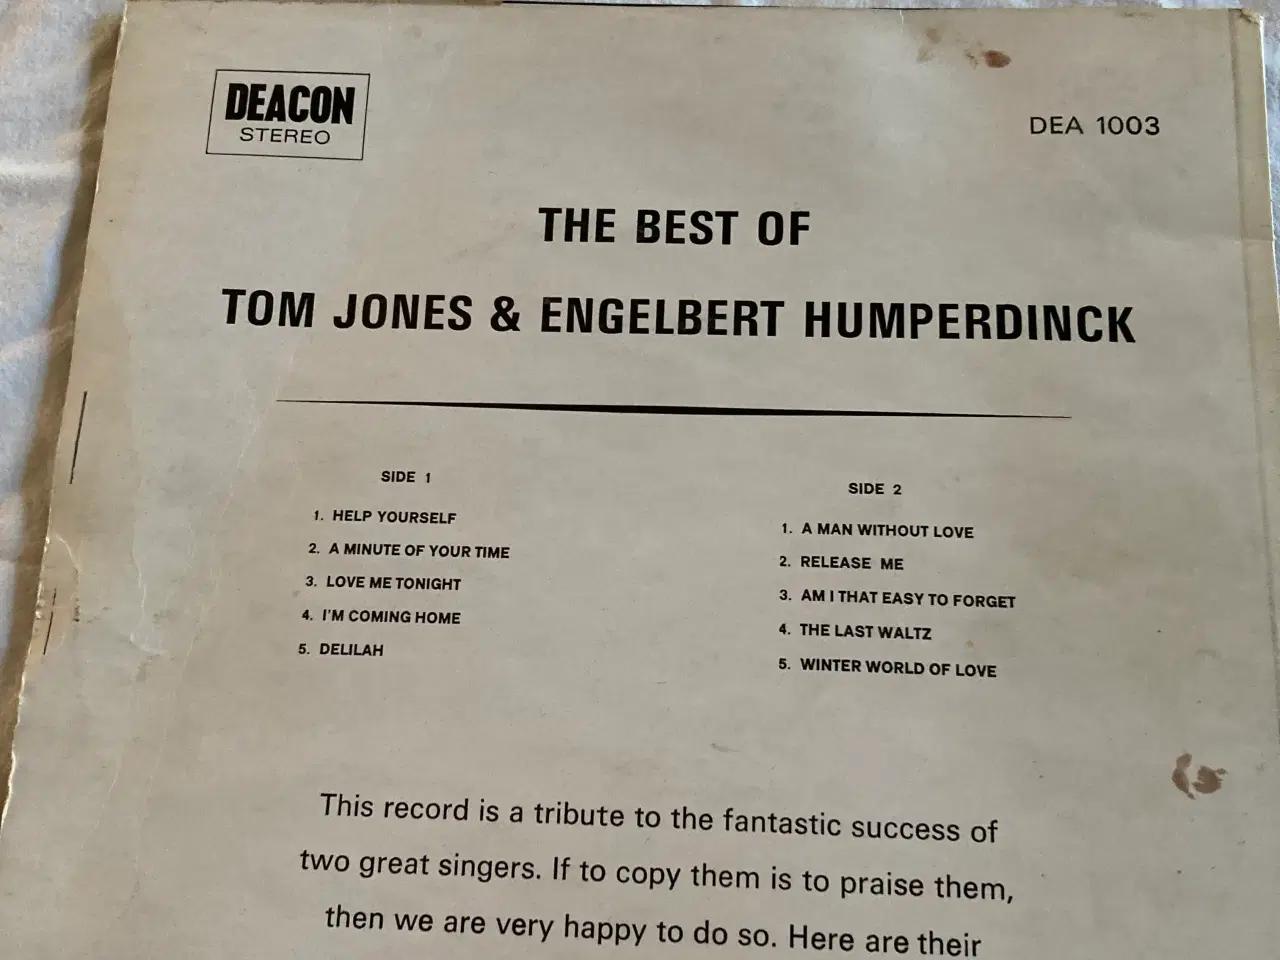 DEACON
STEREO
DEA 1003
THE BEST OF
TOM JONES & ENGELBERT HUMPERDINCK
SIDE 1
1. HELP YOURSELF
2. A MINUTE OF YOUR TIME
3. LOVE ME TONIGHT
4. I'M COMING HOME
5. DELILAH
SIDE 2
1. A MAN WITHOUT LOVE
2. RELEASE ME
3. AM I THAT EASY TO FORGET
4. THE LAST WALTZ
5. WINTER WORLD OF LOVE
This record is a tribute to the fantastic success of
two great singers. If to copy them is to praise them,
then we are very happy to do so. Here are their